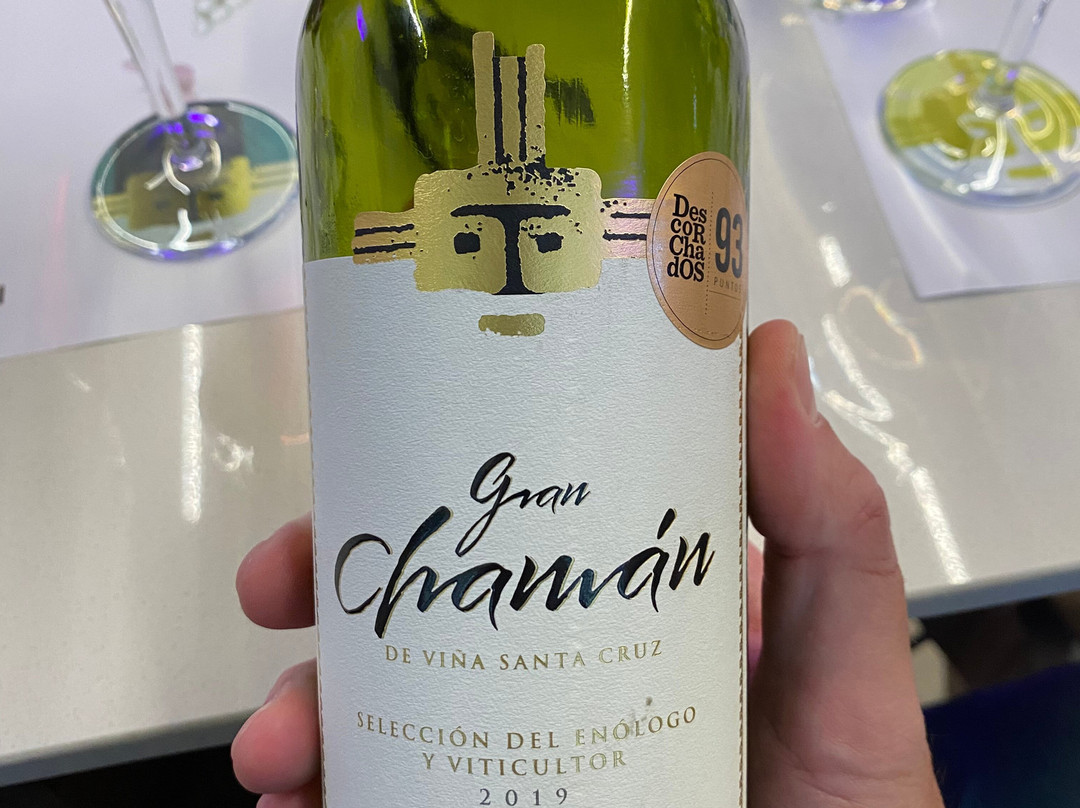 Des
coR
Cha
dOS
93
PUNTOS
Gran
Chamán
DE VIÑA SANTA CRUZ
SELECCIÓN DEL ENÓLOGO
Y VITICULTOR
2019